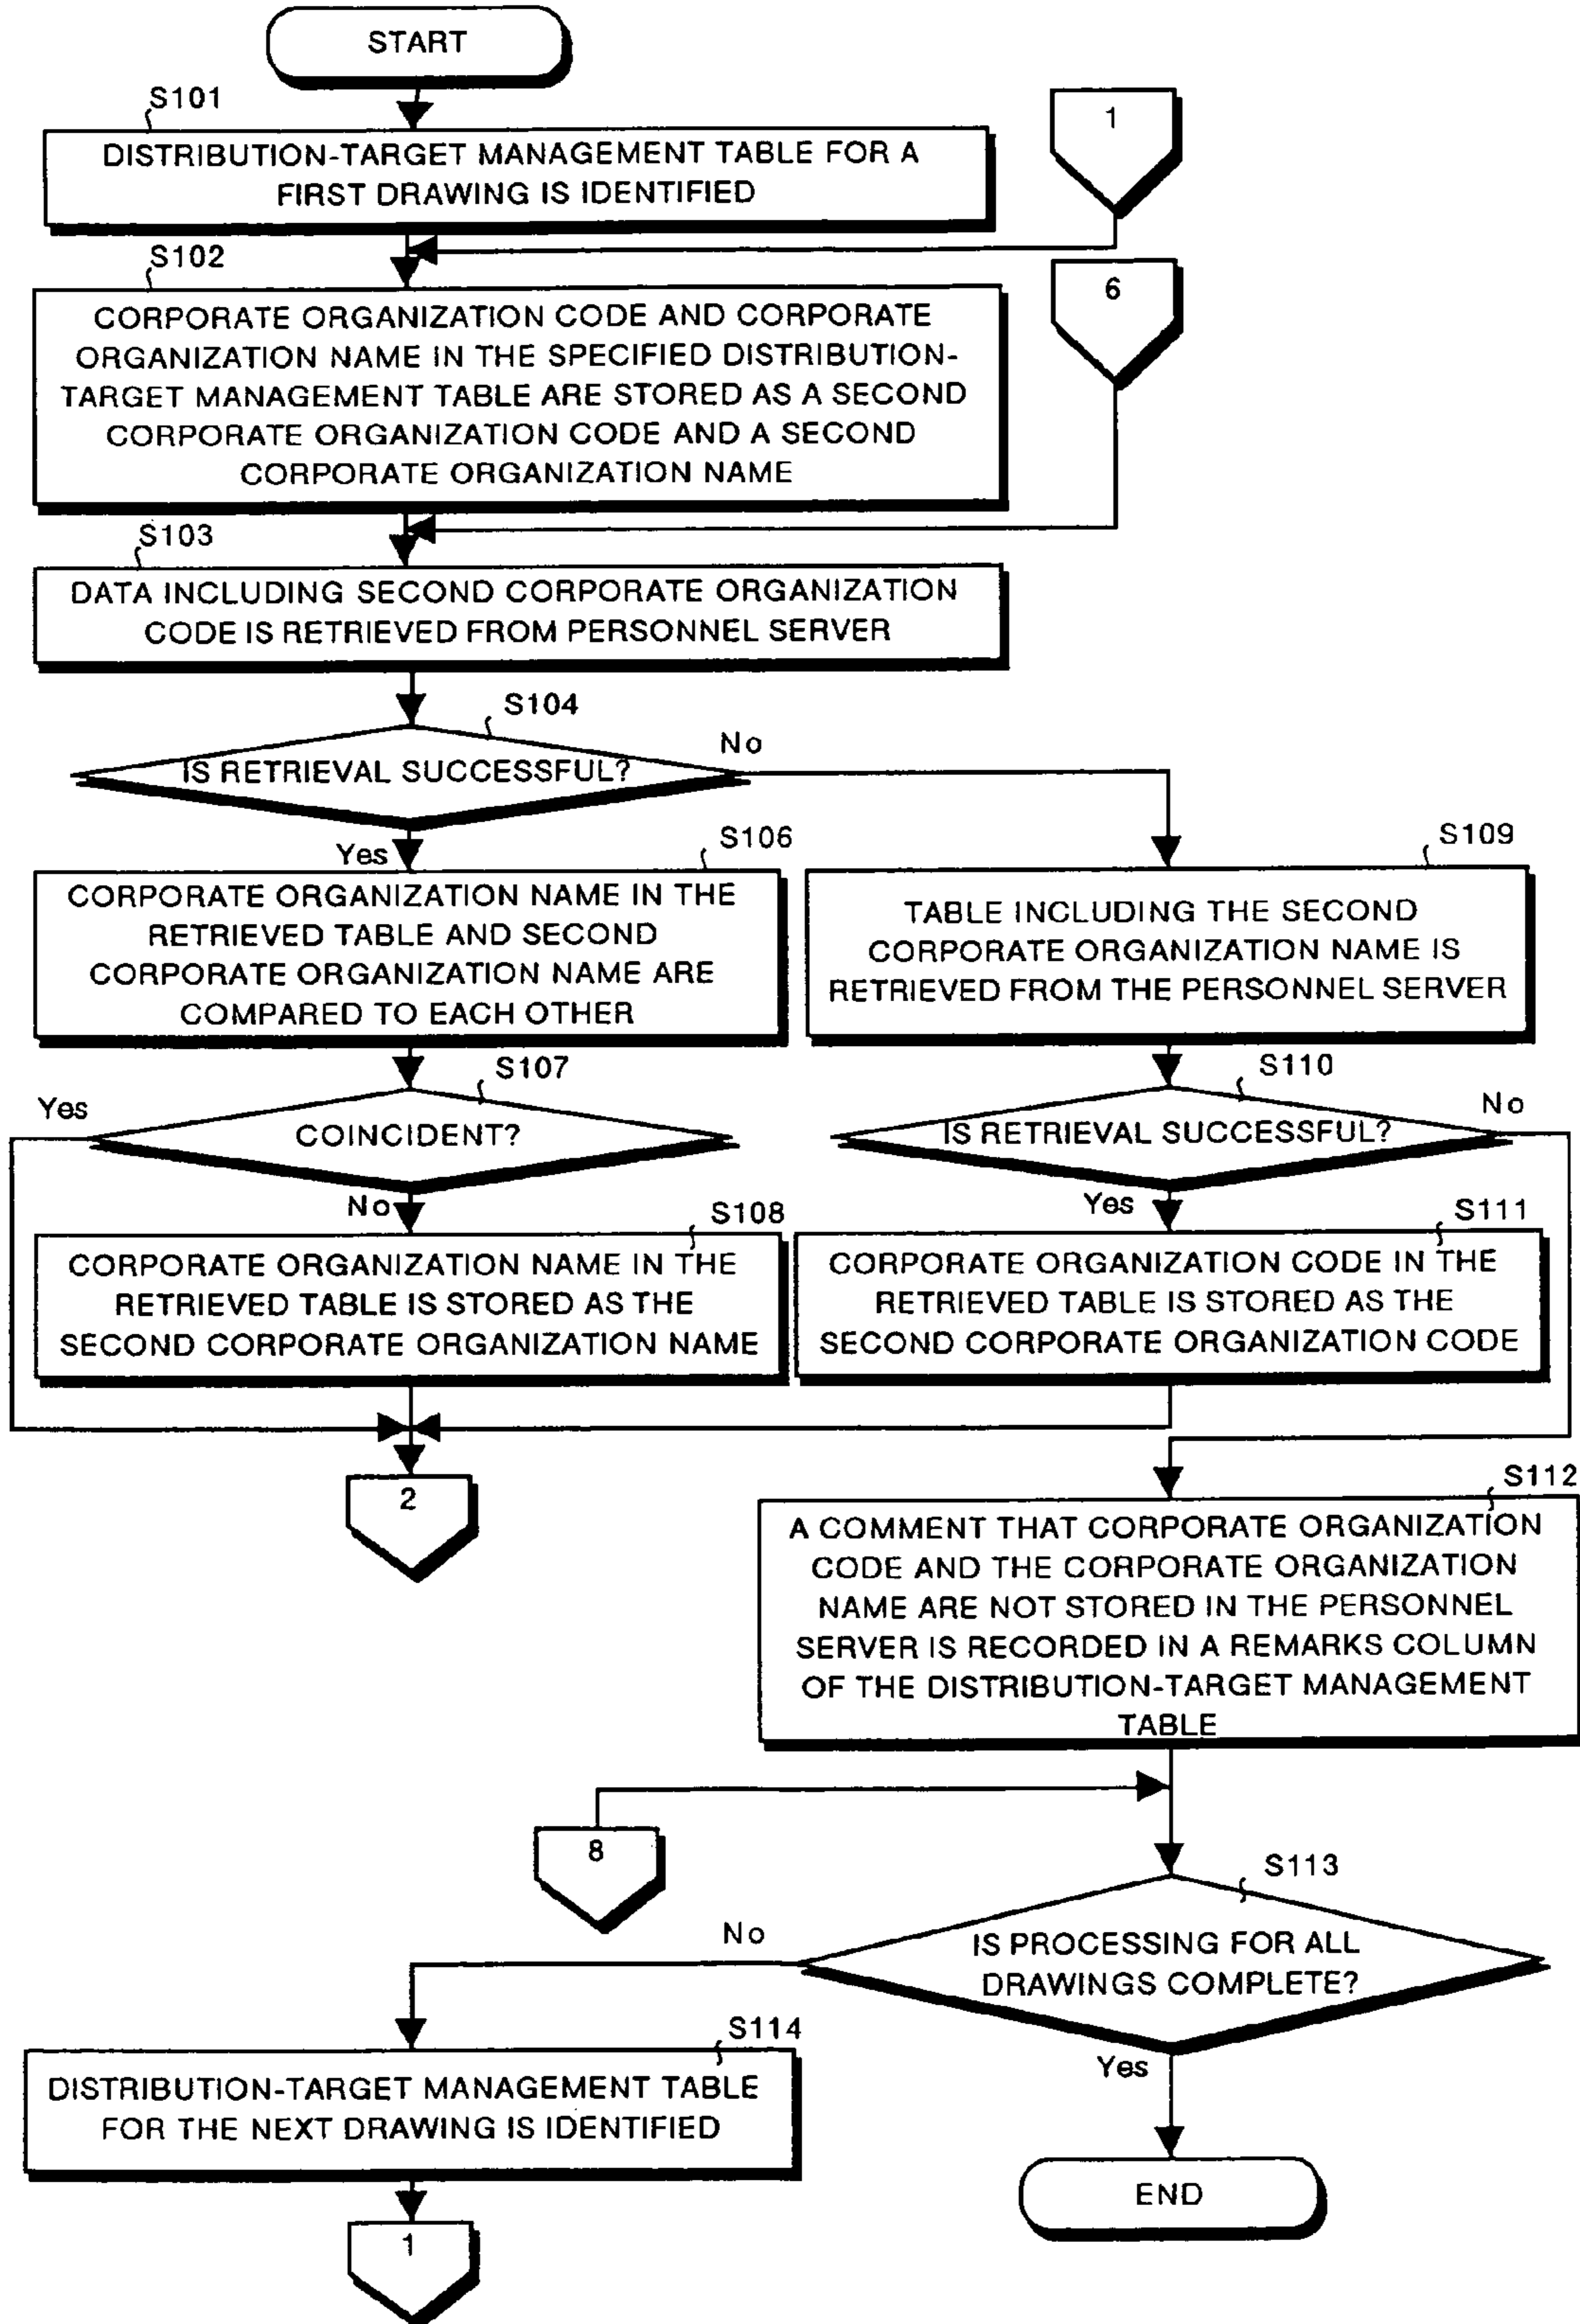 START
S101
DISTRIBUTION-TARGET MANAGEMENT TABLE FOR A
FIRST DRAWING IS IDENTIFIED
1
S102
CORPORATE ORGANIZATION CODE AND CORPORATE
ORGANIZATION NAME IN THE SPECIFIED DISTRIBUTION-
TARGET MANAGEMENT TABLE ARE STORED AS A SECOND
CORPORATE ORGANIZATION CODE AND A SECOND
CORPORATE ORGANIZATION NAME
6
S103
DATA INCLUDING SECOND CORPORATE ORGANIZATION
CODE IS RETRIEVED FROM PERSONNEL SERVER
S104
IS RETRIEVAL SUCCESSFUL?
No
Yes
S106
CORPORATE ORGANIZATION NAME IN THE
RETRIEVED TABLE AND SECOND
CORPORATE ORGANIZATION NAME ARE
COMPARED TO EACH OTHER
S109
TABLE INCLUDING THE SECOND
CORPORATE ORGANIZATION NAME IS
RETRIEVED FROM THE PERSONNEL SERVER
S107
Yes
COINCIDENT?
No
S110
IS RETRIEVAL SUCCESSFUL?
No
Yes
S108
CORPORATE ORGANIZATION NAME IN THE
RETRIEVED TABLE IS STORED AS THE
SECOND CORPORATE ORGANIZATION NAME
S111
CORPORATE ORGANIZATION CODE IN THE
RETRIEVED TABLE IS STORED AS THE
SECOND CORPORATE ORGANIZATION CODE
2
S112
A COMMENT THAT CORPORATE ORGANIZATION
CODE AND THE CORPORATE ORGANIZATION
NAME ARE NOT STORED IN THE PERSONNEL
SERVER IS RECORDED IN A REMARKS COLUMN
OF THE DISTRIBUTION-TARGET MANAGEMENT
TABLE
8
S113
IS PROCESSING FOR ALL
DRAWINGS COMPLETE?
No
Yes
S114
DISTRIBUTION-TARGET MANAGEMENT TABLE
FOR THE NEXT DRAWING IS IDENTIFIED
END
1